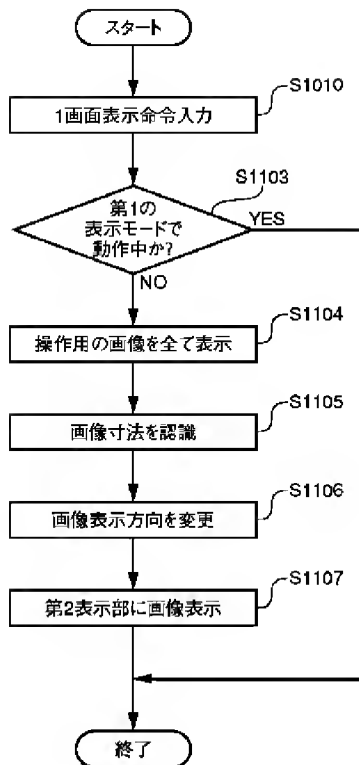 スタート
S1010
1画面表示命令入力
S1103
第1の
表示モードで
動作中か?
YES
NO
S1104
操作用の画像を全て表示
S1105
画像寸法を認識
S1106
画像表示方向を変更
S1107
第2表示部に画像表示
終了